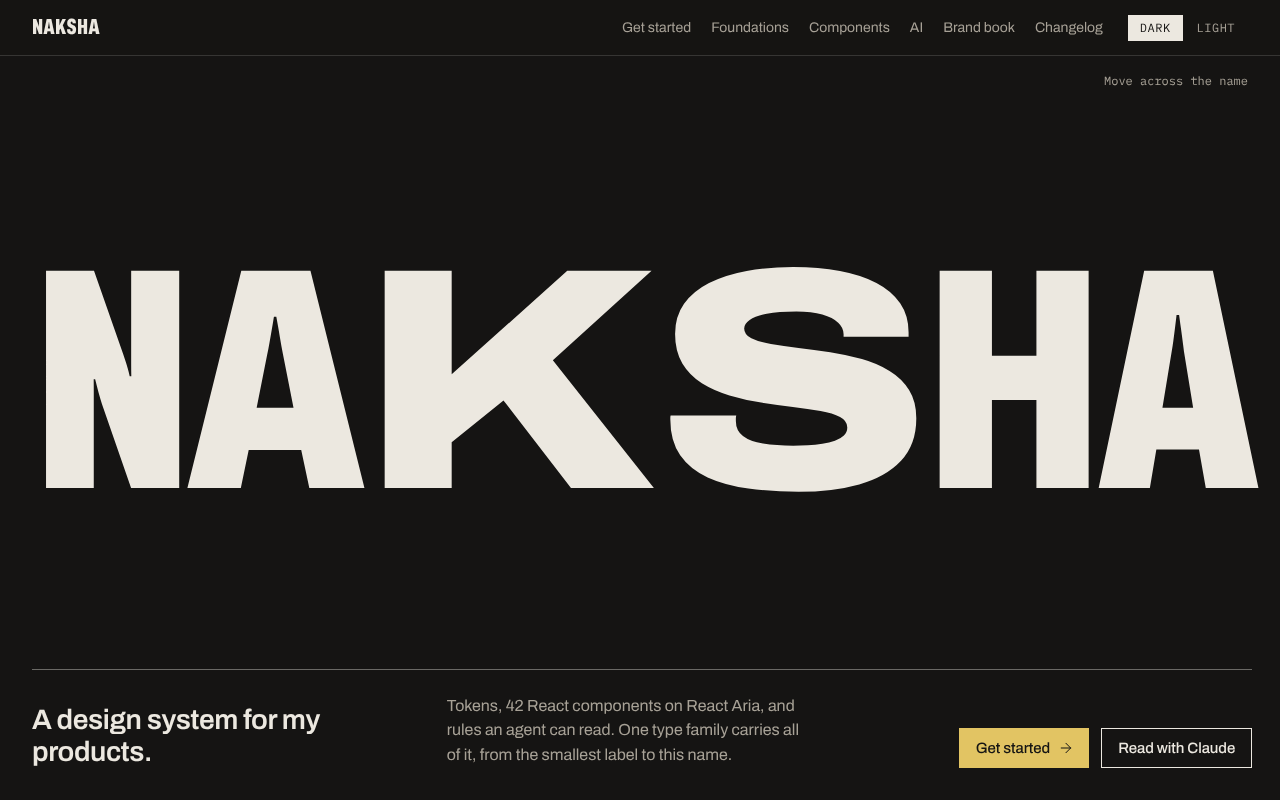 NAKSHA
Get started
Foundations
Components
AI
Brand book
Changelog
DARK
LIGHT
Move across the name
NAKSHA
A design system for my
products.
Tokens, 42 React components on React Aria, and
rules an agent can read. One type family carries all
of it, from the smallest label to this name.
Get started →
Read with Claude